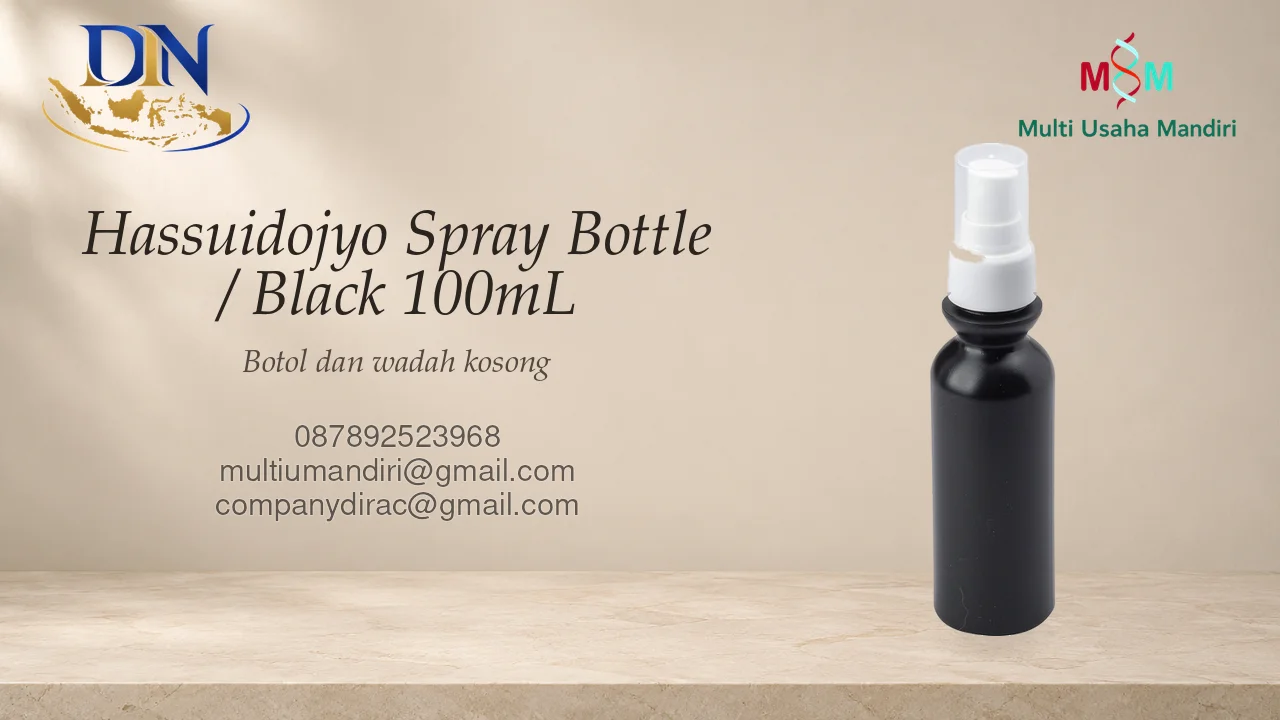 DN
M M
Multi Usaha Mandiri
Hassuidojyo Spray Bottle
/ Black 100mL
Botol dan wadah kosong
087892523968
multiumandiri@gmail.com
companydirac@gmail.com